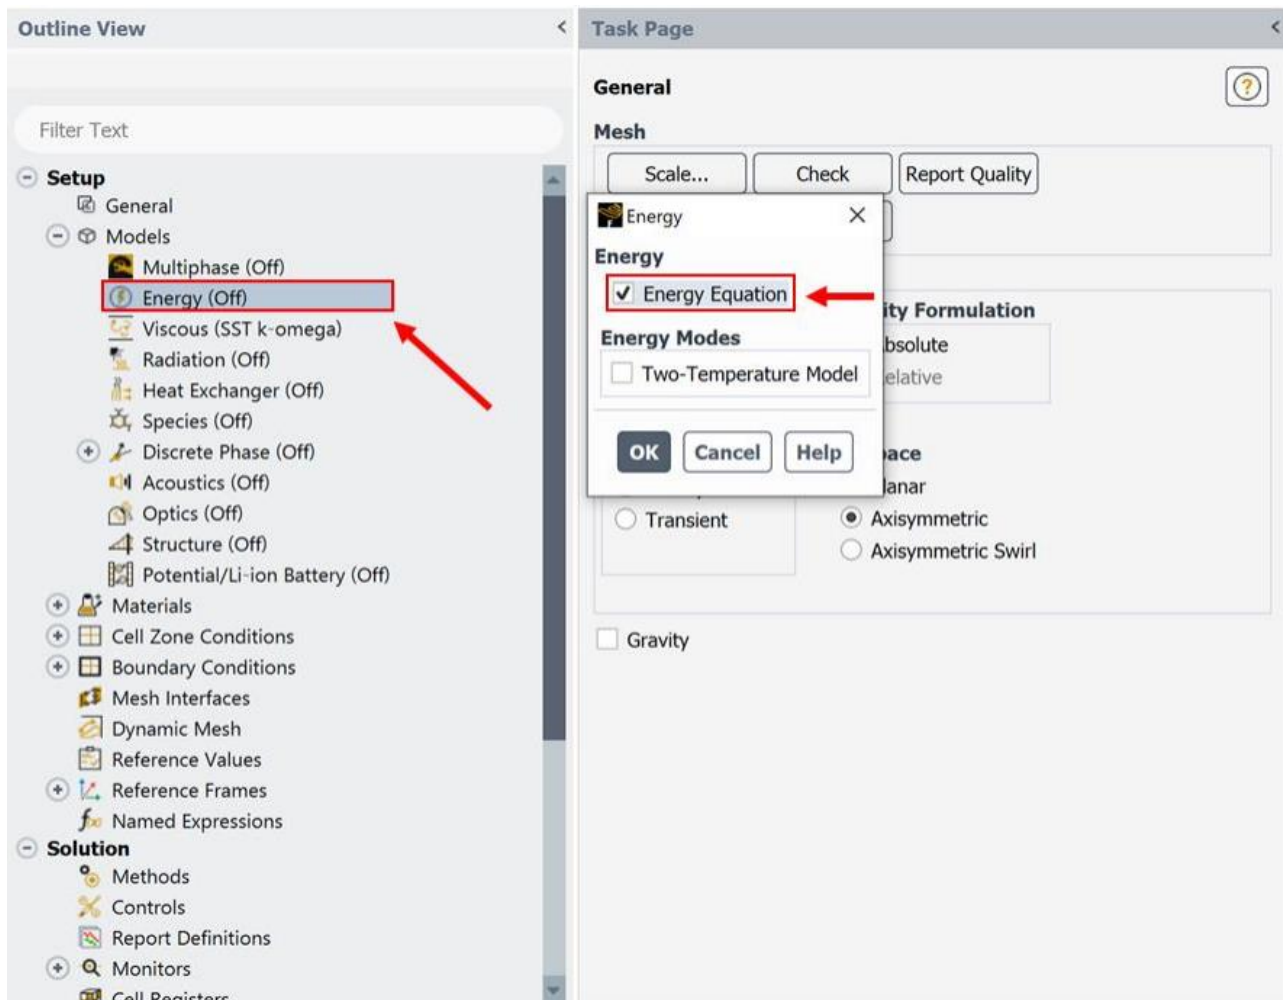 Outline View
Filter Text
Setup
General
Models
Multiphase (Off)
Energy (Off)
Viscous (SST k-omega)
Radiation (Off)
Heat Exchanger (Off)
Species (Off)
Discrete Phase (Off)
Acoustics (Off)
Optics (Off)
Structure (Off)
Potential/Li-ion Battery (Off)
Materials
Cell Zone Conditions
Boundary Conditions
Mesh Interfaces
Dynamic Mesh
Reference Values
Reference Frames
Named Expressions
Solution
Methods
Controls
Report Definitions
Monitors
Cell Registers
Task Page
General
Mesh
Scale... Check Report Quality
Energy
Energy
Energy Equation
Energy Modes
Two-Temperature Model
OK Cancel Help
ity Formulation
bsolute
elative
ace
lanar
Transient
Axisymmetric
Axisymmetric Swirl
Gravity